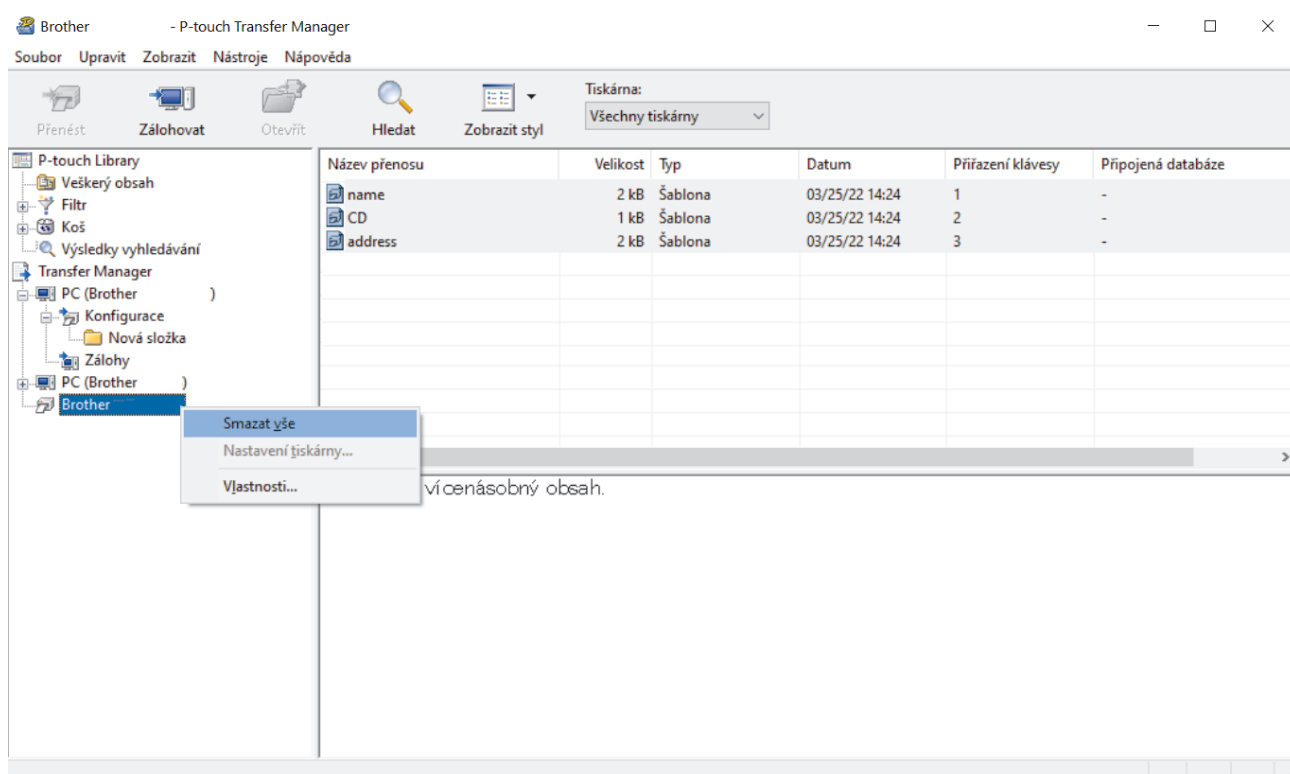 Brother - P-touch Transfer Manager
Soubor Upravit Zobrazit Nástroje Nápověda
Přenést Zálohovat Otevřít Hledat Zobrazit styl
Tiskárna:
Všechny tiskárny
P-touch Library
Veškerý obsah
Filtr
Koš
Výsledky vyhledávání
Transfer Manager
PC (Brother )
Konfigurace
Nová složka
Zálohy
PC (Brother )
Brother
Smazat vše
Nastavení tiskárny...
Vlastnosti...
Název přenosu Velikost Typ Datum Přiřazení klávesy Připojená databáze
name 2 kB Šablona 03/25/22 14:24 1 -
CD 1 kB Šablona 03/25/22 14:24 2 -
address 2 kB Šablona 03/25/22 14:24 3 -
vícenásobný obsah.